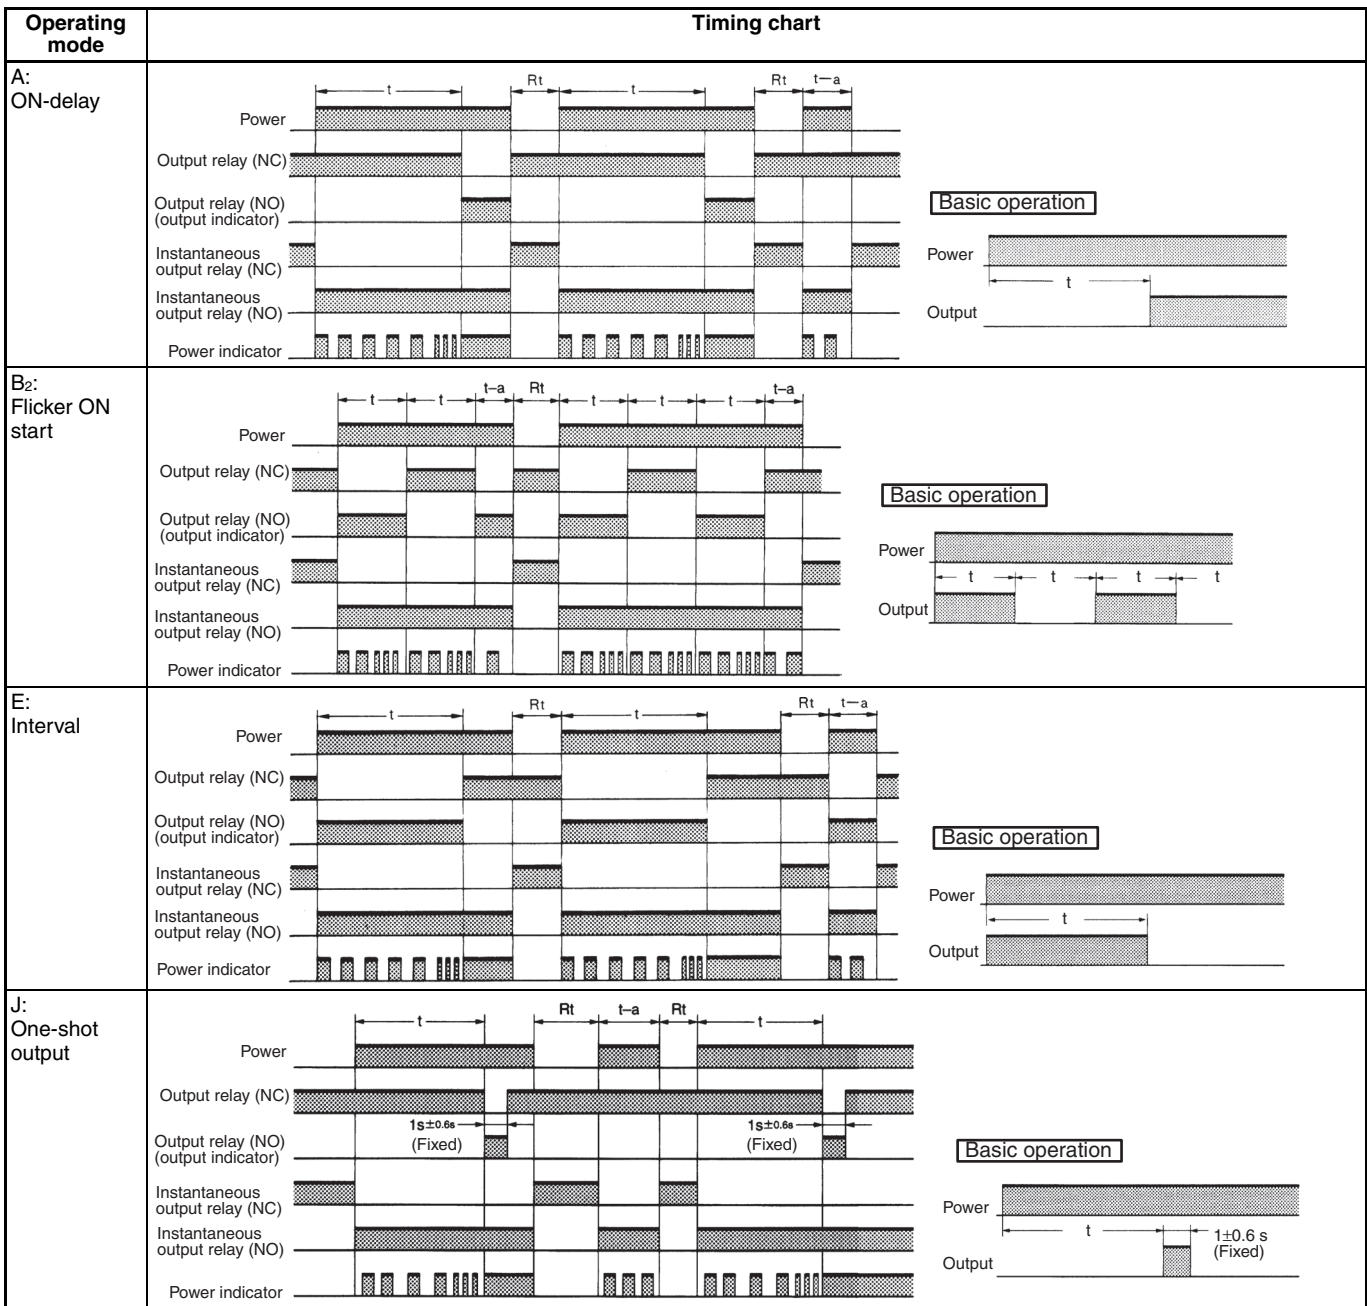 Operating
mode
Timing chart
A:
ON-delay
t
Rt
t
Rt
t–a
Power
Output relay (NC)
Output relay (NO)
(output indicator)
Instantaneous
output relay (NC)
Instantaneous
output relay (NO)
Power indicator
Basic operation
Power
t
Output
B2:
Flicker ON
start
t
t
t–a
Rt
t
t
t
t–a
Power
Output relay (NC)
Output relay (NO)
(output indicator)
Instantaneous
output relay (NC)
Instantaneous
output relay (NO)
Power indicator
Basic operation
Power
t
t
t
t
Output
E:
Interval
t
Rt
t
Rt
t–a
Power
Output relay (NC)
Output relay (NO)
(output indicator)
Instantaneous
output relay (NC)
Instantaneous
output relay (NO)
Power indicator
Basic operation
Power
t
Output
J:
One-shot
output
t
Rt
t–a
Rt
t
Power
Output relay (NC)
1s±0.6s
(Fixed)
1s±0.6s
(Fixed)
Output relay (NO)
(output indicator)
Instantaneous
output relay (NC)
Instantaneous
output relay (NO)
Power indicator
Basic operation
Power
t
1±0.6 s
(Fixed)
Output